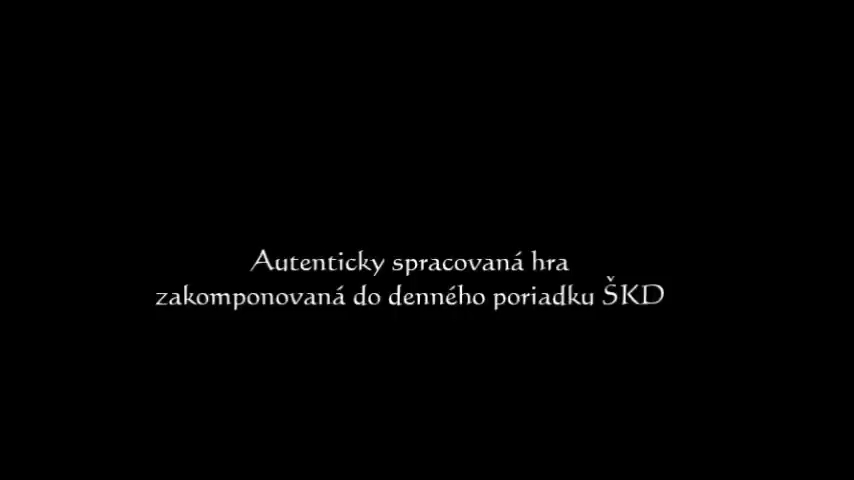 Autenticky spracovaná hra
zakomponovaná do denného poriadku ŠKD